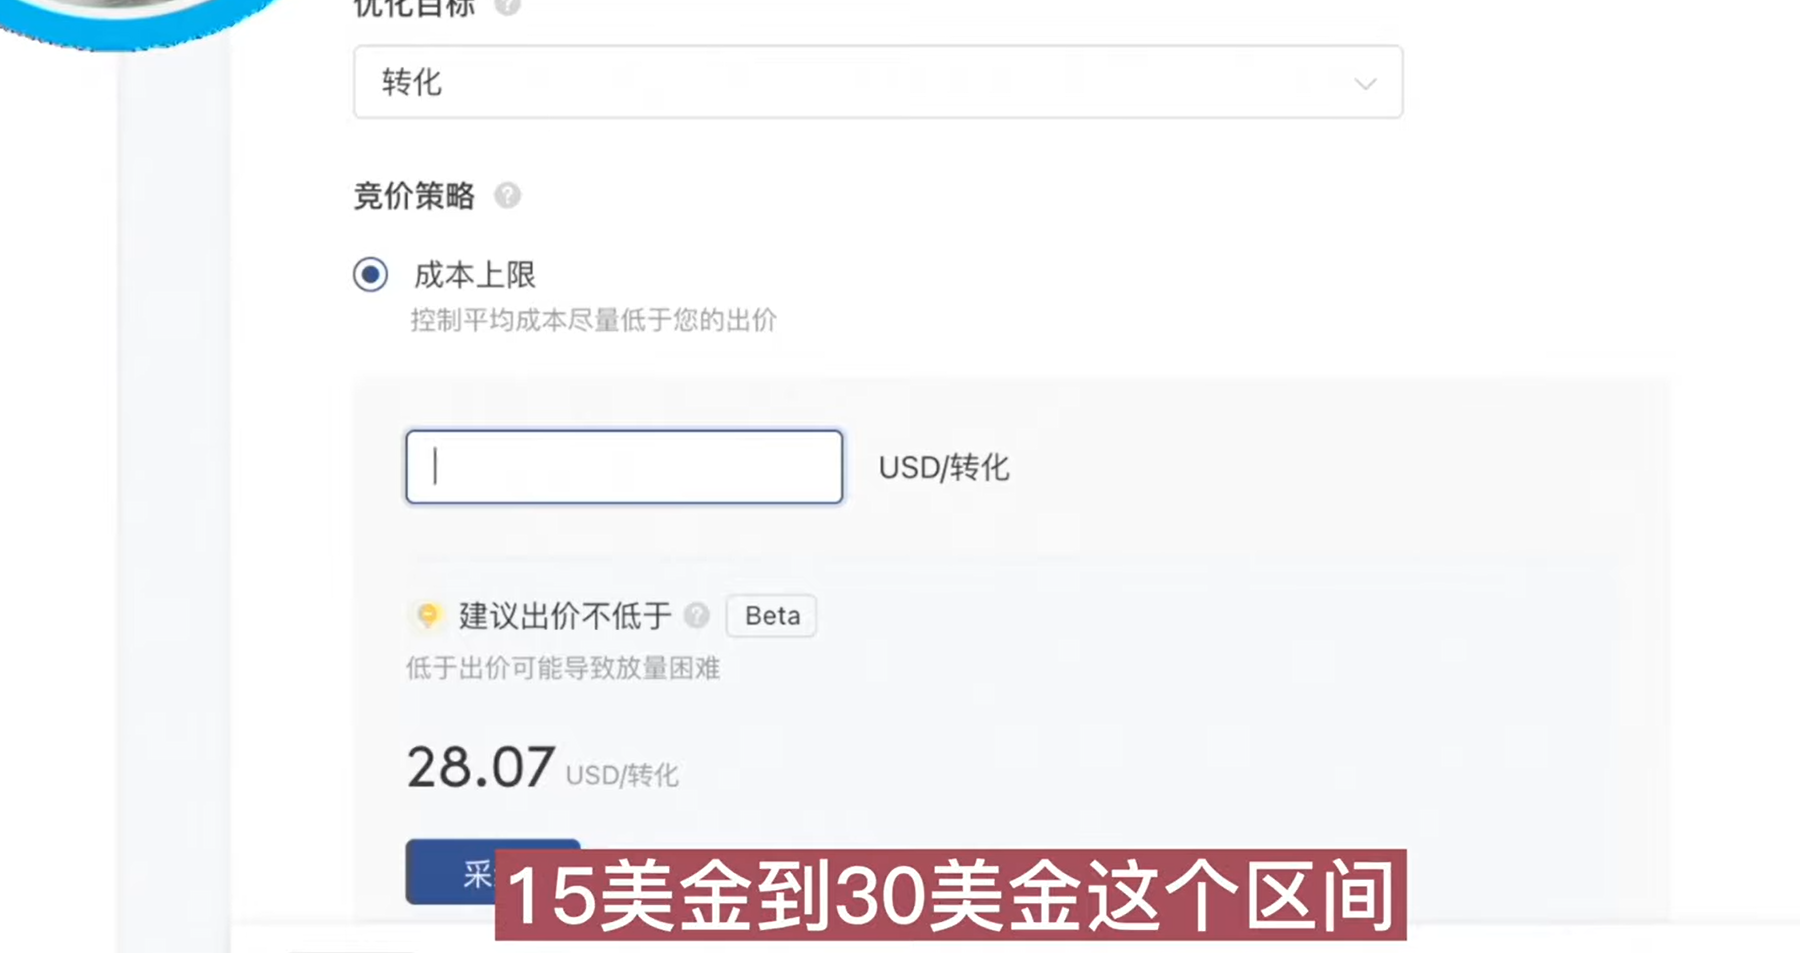 优化目标
转化
竞价策略
成本上限
控制平均成本尽量低于您的出价
USD/转化
建议出价不低于 Beta
低于出价可能导致放量困难
28.07 USD/转化
采
15美金到30美金这个区间